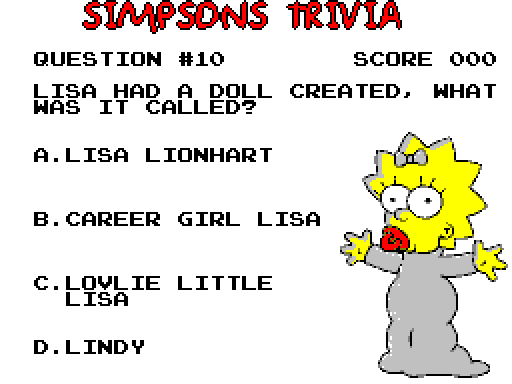 SIMPSONS TRIVIA
QUESTION #10 SCORE 000
LISA HAD A DOLL CREATED, WHAT
WAS IT CALLED?
A.LISA LIONHART
B.CAREER GIRL LISA
C.LOVLIE LITTLE
LISA
D.LINDY